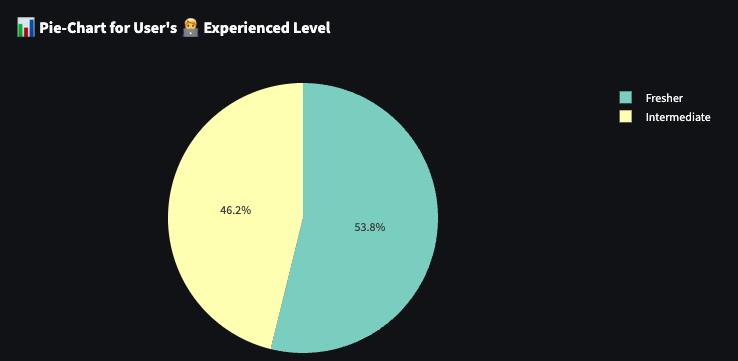 📊 Pie-Chart for User's 🧑‍💻 Experienced Level
Fresher
Intermediate
46.2%
53.8%